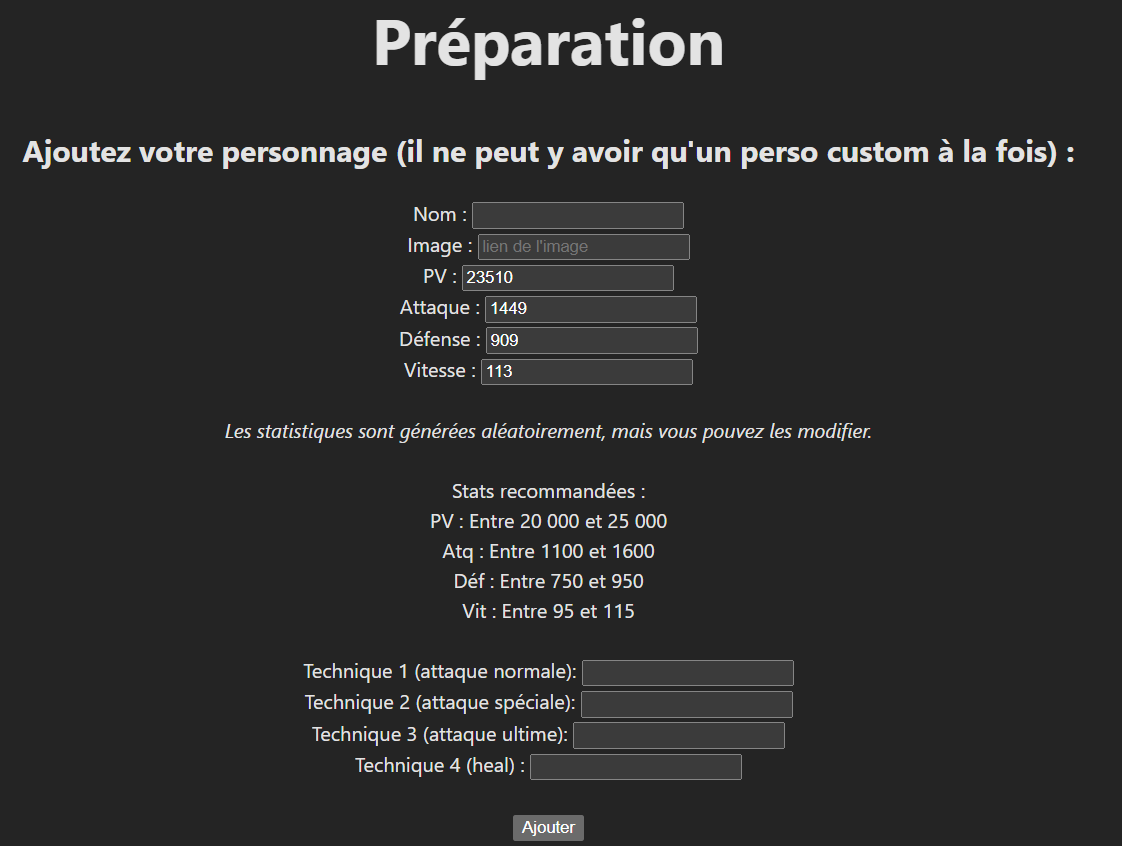 Préparation
Ajoutez votre personnage (il ne peut y avoir qu'un perso custom à la fois) :
Nom :
Image : lien de l'image
PV : 23510
Attaque : 1449
Défense : 909
Vitesse : 113
Les statistiques sont générées aléatoirement, mais vous pouvez les modifier.
Stats recommandées :
PV : Entre 20 000 et 25 000
Atq : Entre 1100 et 1600
Déf : Entre 750 et 950
Vit : Entre 95 et 115
Technique 1 (attaque normale):
Technique 2 (attaque spéciale):
Technique 3 (attaque ultime):
Technique 4 (heal) :
Ajouter